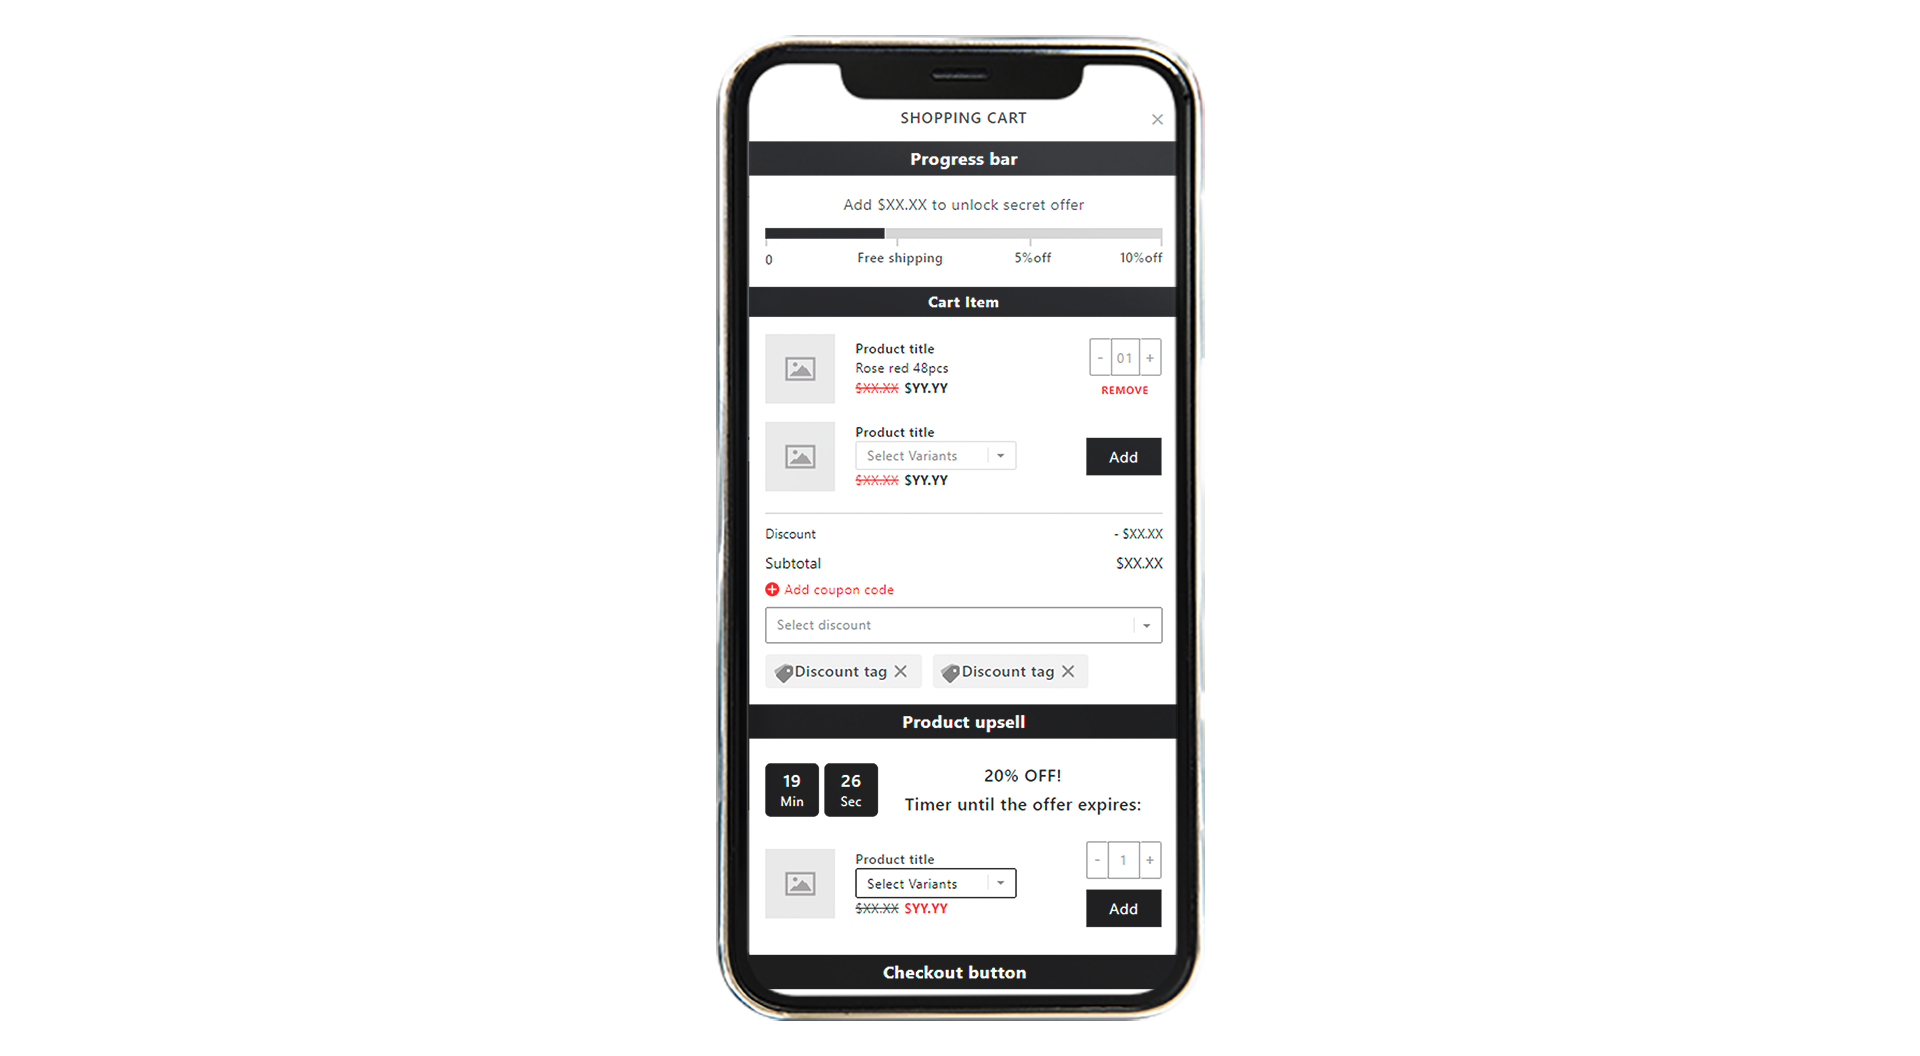 SHOPPING CART ×
Progress bar
Add $XX.XX to unlock secret offer
0 Free shipping 5%off 10%off
Cart Item
Product title
Rose red 48pcs
$XX.XX $YY.YY
- 01 +
REMOVE
Product title
Select Variants
$XX.XX $YY.YY
Add
Discount - $XX.XX
Subtotal $XX.XX
Add coupon code
Select discount
Discount tag Discount tag
Product upsell
19 Min 26 Sec
20% OFF!
Timer until the offer expires:
Product title
Select Variants
$XX.XX $YY.YY
- 1 +
Add
Checkout button